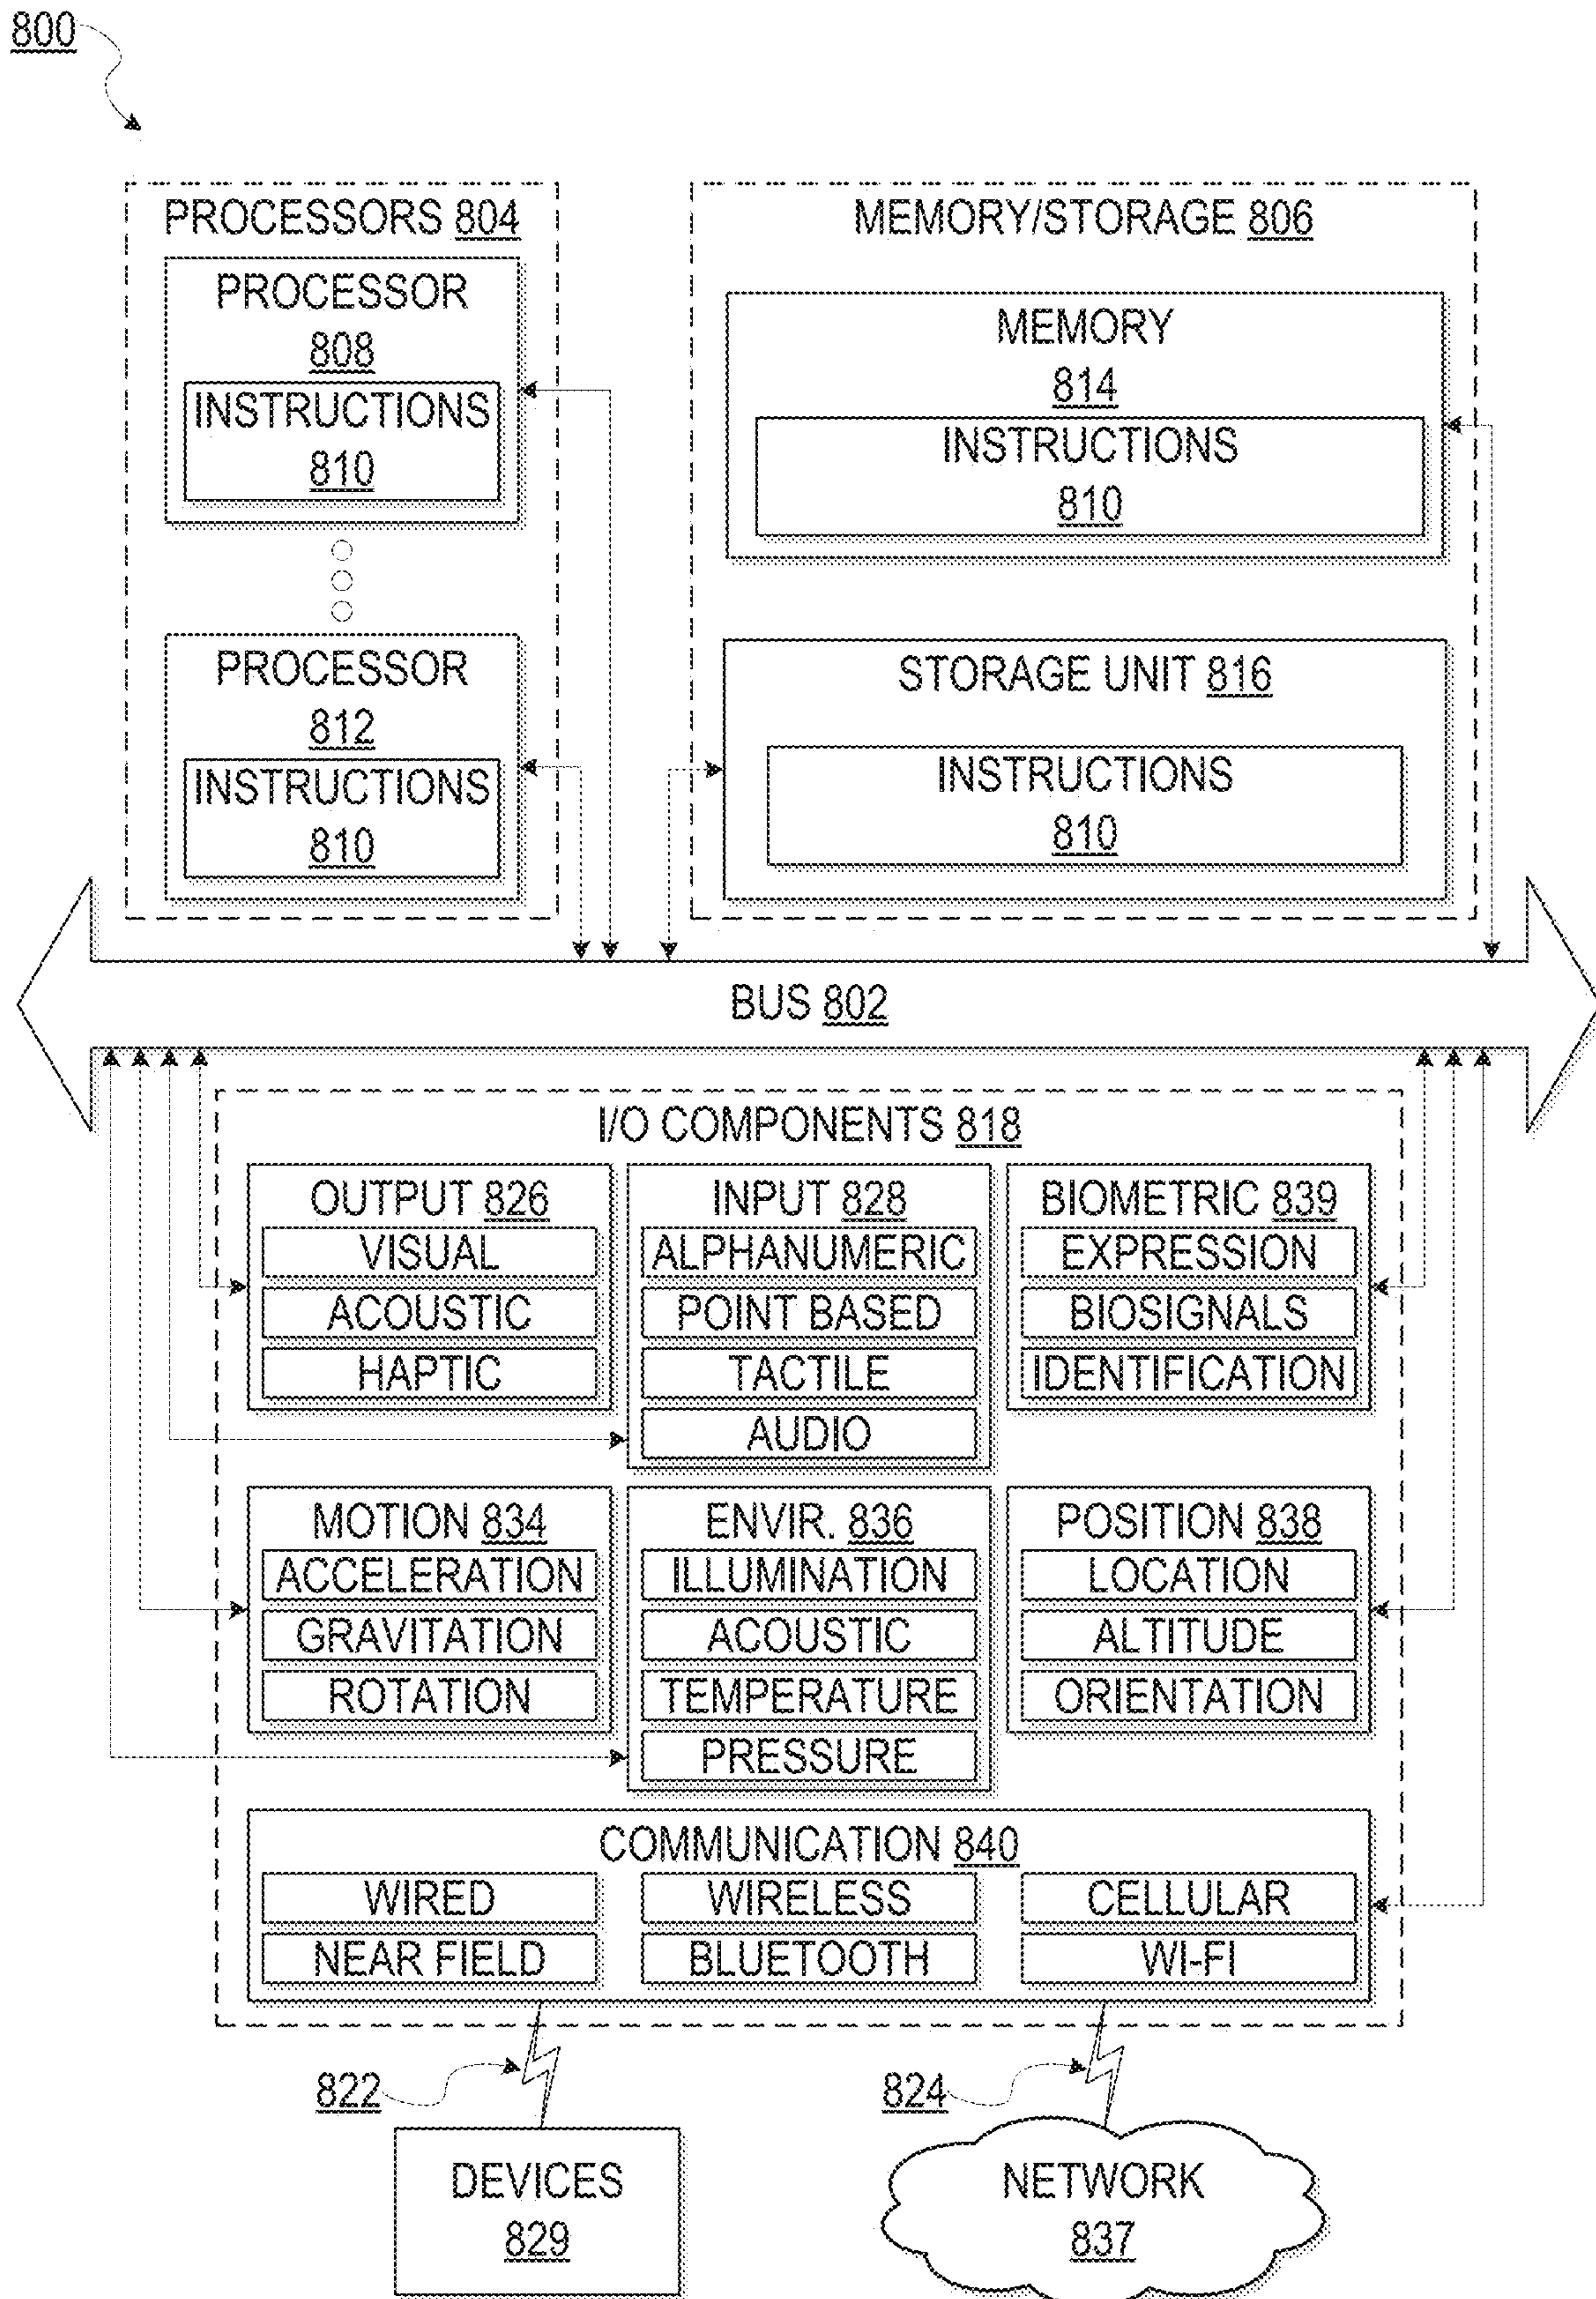 800
PROCESSORS 804
PROCESSOR
808
INSTRUCTIONS
810
PROCESSOR
812
INSTRUCTIONS
810
MEMORY/STORAGE 806
MEMORY
814
INSTRUCTIONS
810
STORAGE UNIT 816
INSTRUCTIONS
810
BUS 802
I/O COMPONENTS 818
OUTPUT 826
VISUAL
ACOUSTIC
HAPTIC
INPUT 828
ALPHANUMERIC
POINT BASED
TACTILE
AUDIO
BIOMETRIC 839
EXPRESSION
BIOSIGNALS
IDENTIFICATION
MOTION 834
ACCELERATION
GRAVITATION
ROTATION
ENVIR. 836
ILLUMINATION
ACOUSTIC
TEMPERATURE
PRESSURE
POSITION 838
LOCATION
ALTITUDE
ORIENTATION
COMMUNICATION 840
WIRED
WIRELESS
CELLULAR
NEAR FIELD
BLUETOOTH
WI-FI
822
824
DEVICES
829
NETWORK
837